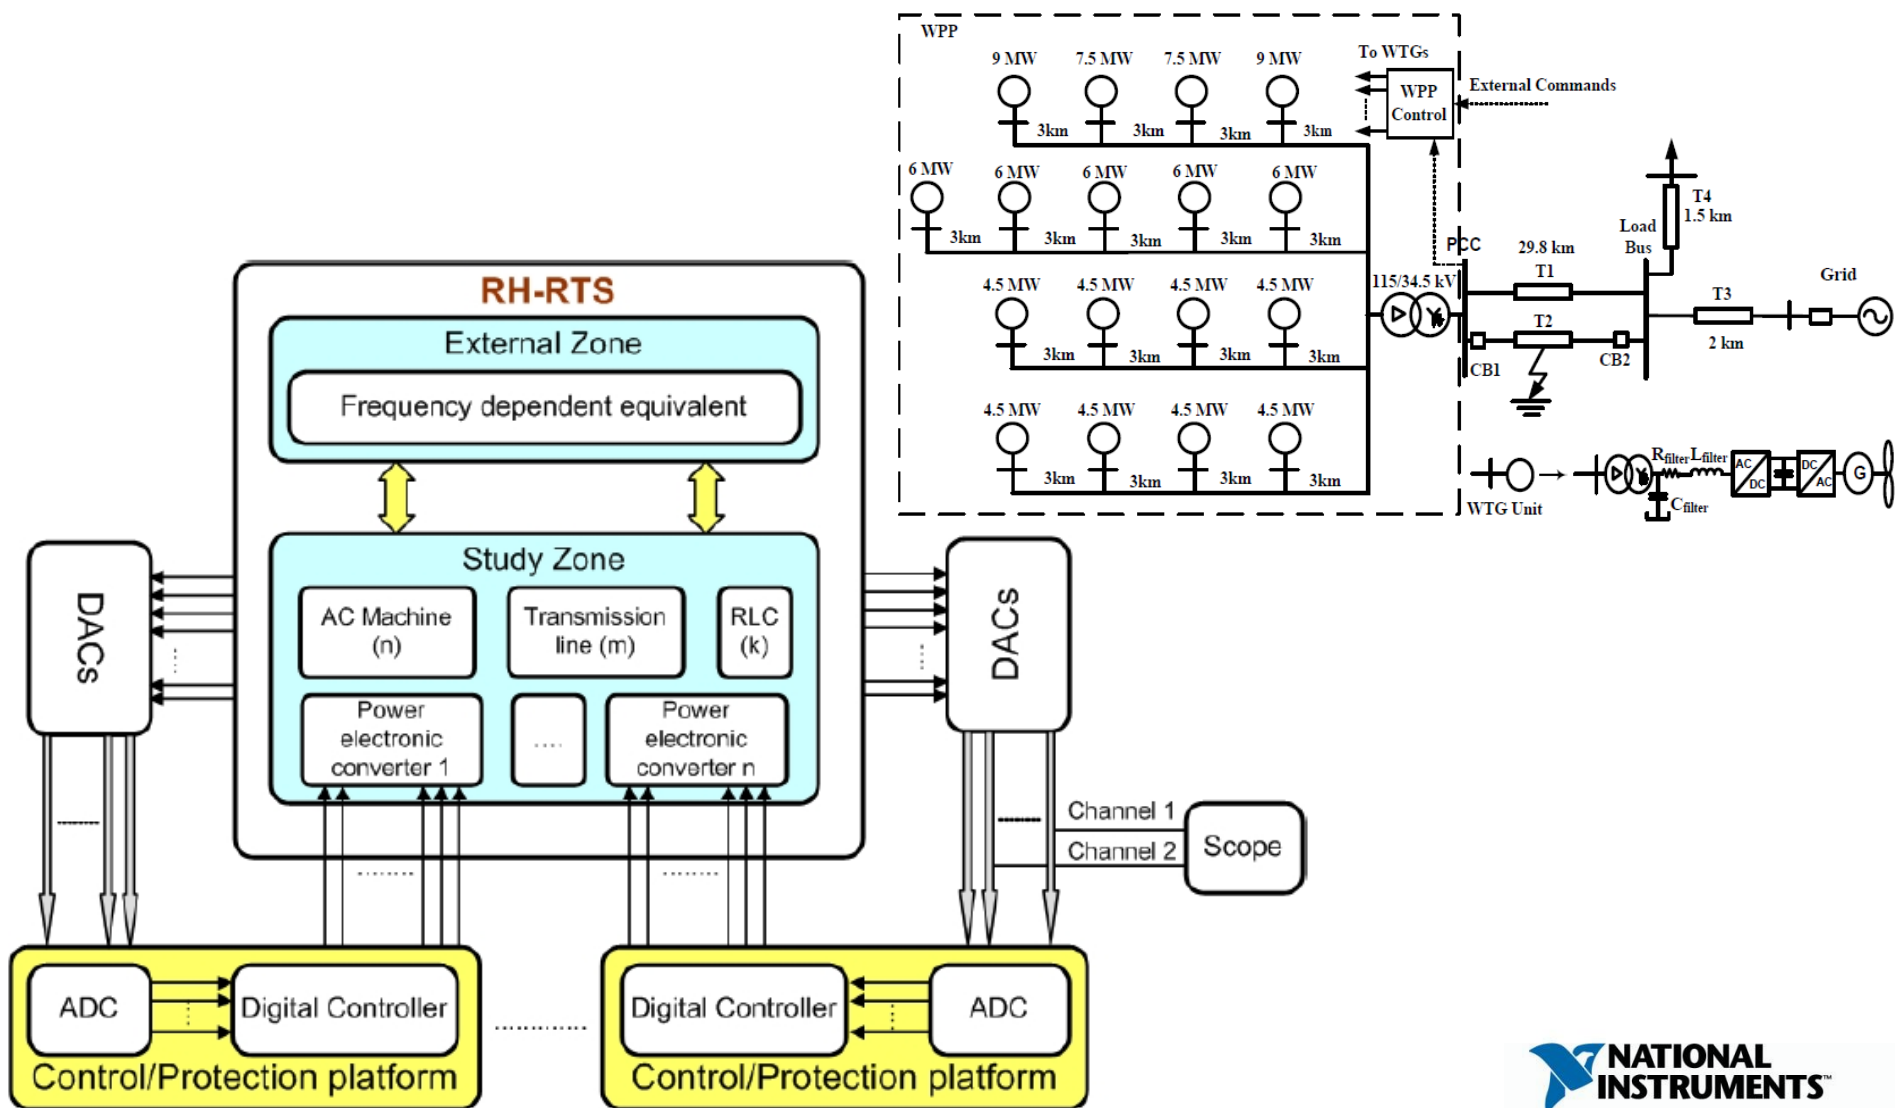 WPP
9 MW 7.5 MW 7.5 MW 9 MW
3km 3km 3km 3km
To WTGs
WPP
Control
External Commands
6 MW 6 MW 6 MW 6 MW 6 MW
3km 3km 3km 3km 3km
4.5 MW 4.5 MW 4.5 MW 4.5 MW
3km 3km 3km 3km
4.5 MW 4.5 MW 4.5 MW 4.5 MW
3km 3km 3km 3km
115/34.5 kV
PCC
29.8 km
T1
T2
CB1
CB2
Load
Bus
T4
1.5 km
T3
2 km
Grid
WTG Unit
Rfilter Lfilter
Cfilter
AC
DC
DC
AC
G
RH-RTS
External Zone
Frequency dependent equivalent
Study Zone
AC Machine
(n)
Transmission
line (m)
RLC
(k)
Power
electronic
converter 1
....
Power
electronic
converter n
DACs
DACs
Channel 1
Channel 2
Scope
ADC
Digital Controller
Control/Protection platform
Digital Controller
ADC
Control/Protection platform
NATIONAL
INSTRUMENTS™